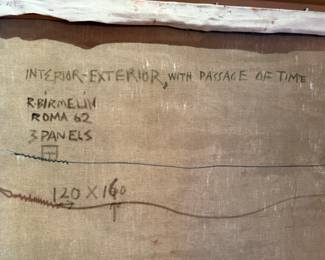 INTERIOR-EXTERIOR, WITH PASSAGE OF TIME
R.BIRMELIN
ROMA 62
3 PANELS
120 X 160